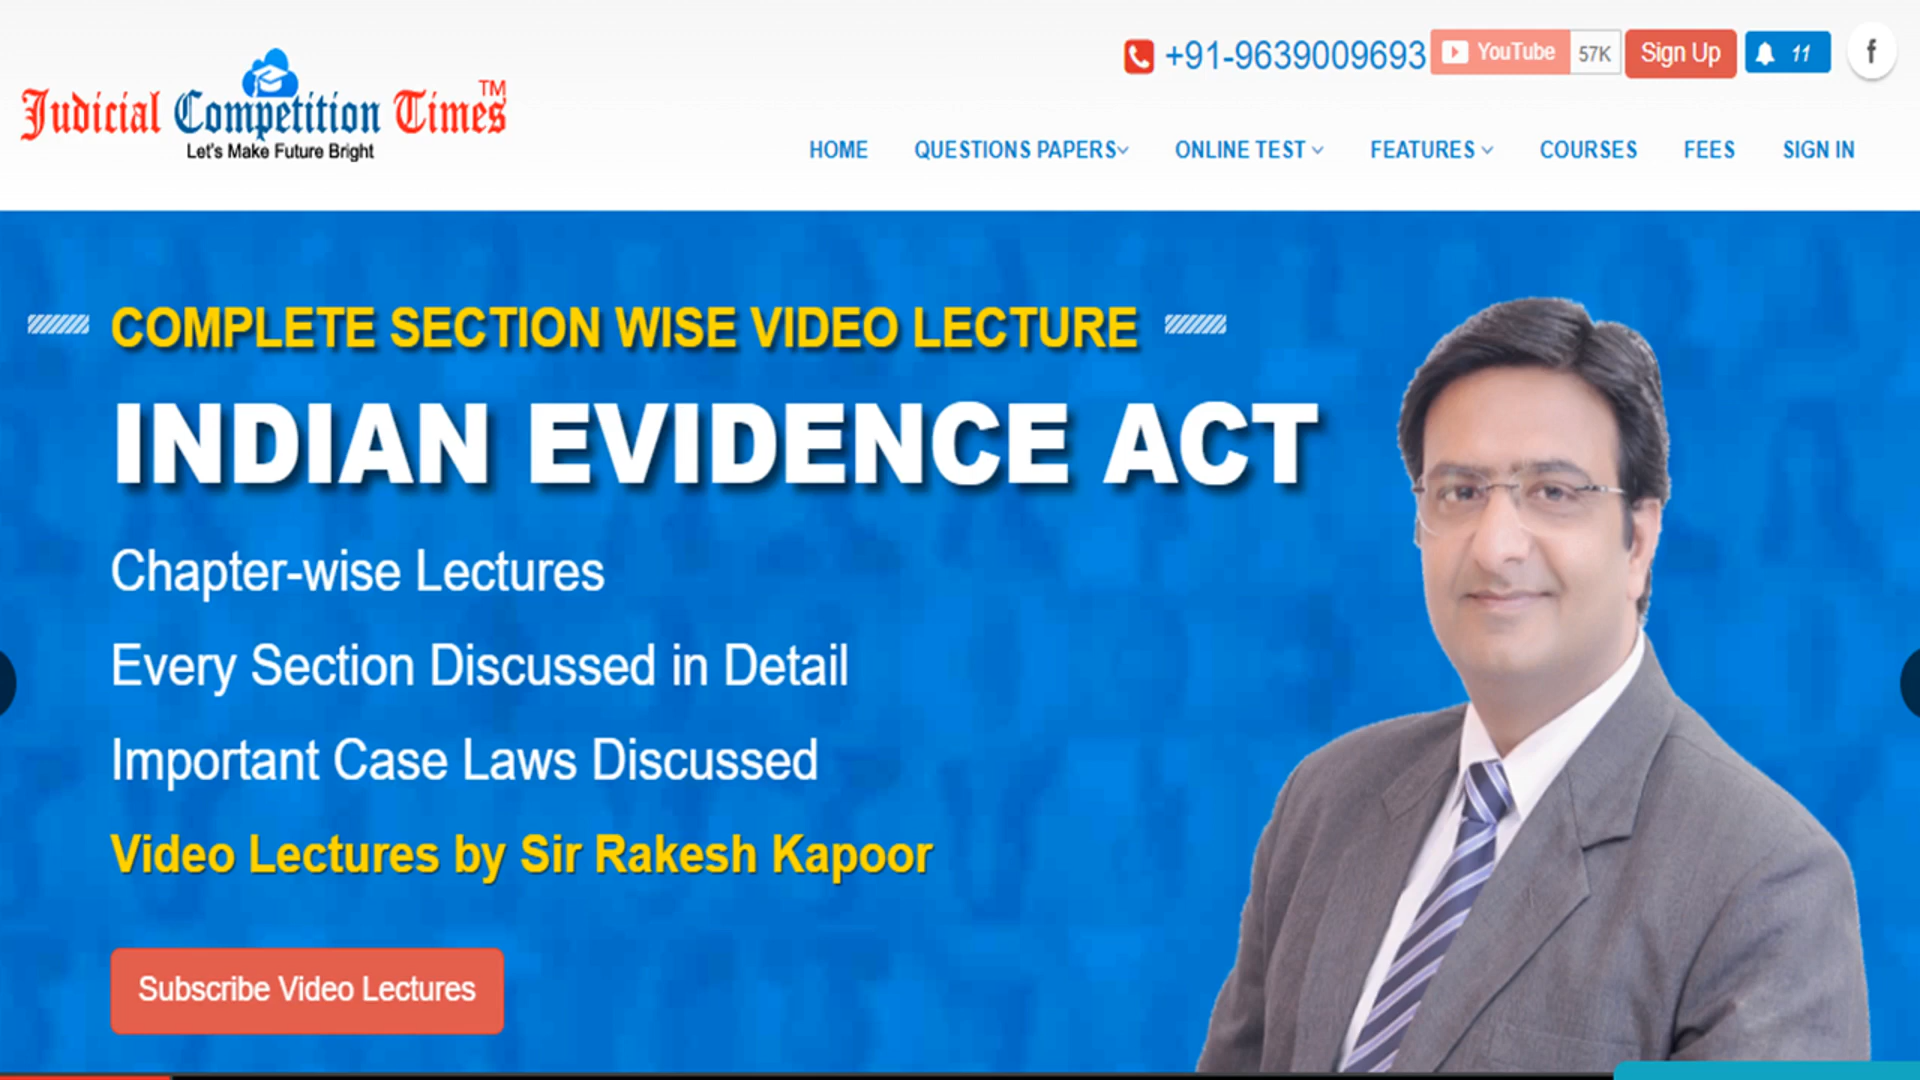 +91-9639009693 YouTube 57K Sign Up 11 f
Judicial Competition Times TM
Let's Make Future Bright
HOME QUESTIONS PAPERS ONLINE TEST FEATURES COURSES FEES SIGN IN
COMPLETE SECTION WISE VIDEO LECTURE
INDIAN EVIDENCE ACT
Chapter-wise Lectures
Every Section Discussed in Detail
Important Case Laws Discussed
Video Lectures by Sir Rakesh Kapoor
Subscribe Video Lectures